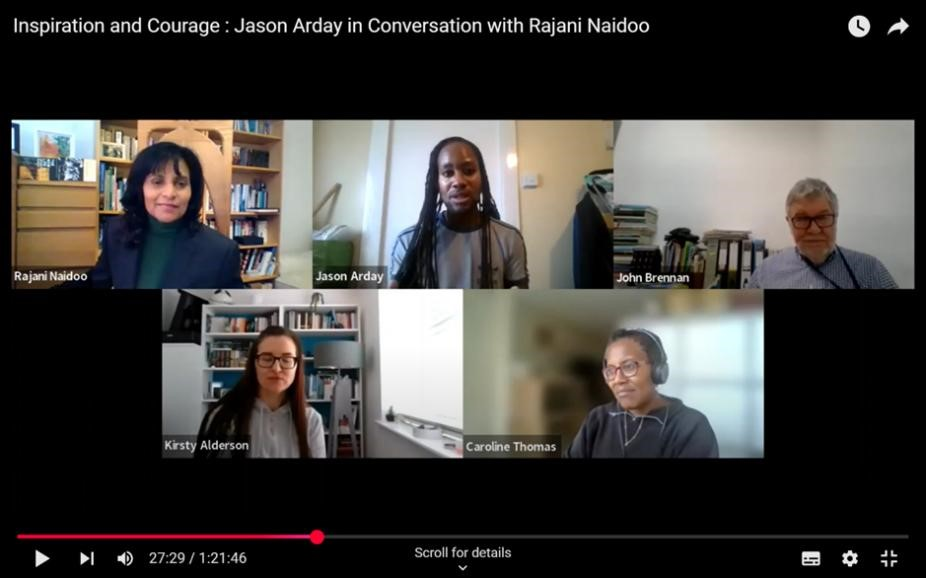 Inspiration and Courage : Jason Arday in Conversation with Rajani Naidoo
Rajani Naidoo
Jason Arday
John Brennan
Kirsty Alderson
Caroline Thomas
27:29 / 1:21:46
Scroll for details